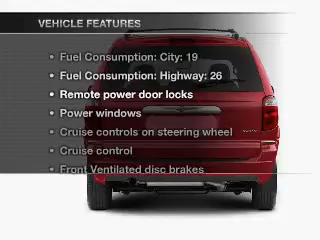 VEHICLE FEATURES
• Fuel Consumption: City: 19
• Fuel Consumption: Highway: 26
• Remote power door locks
• Power windows
• Cruise controls on steering wheel
• Cruise control
• Front Ventilated disc brakes